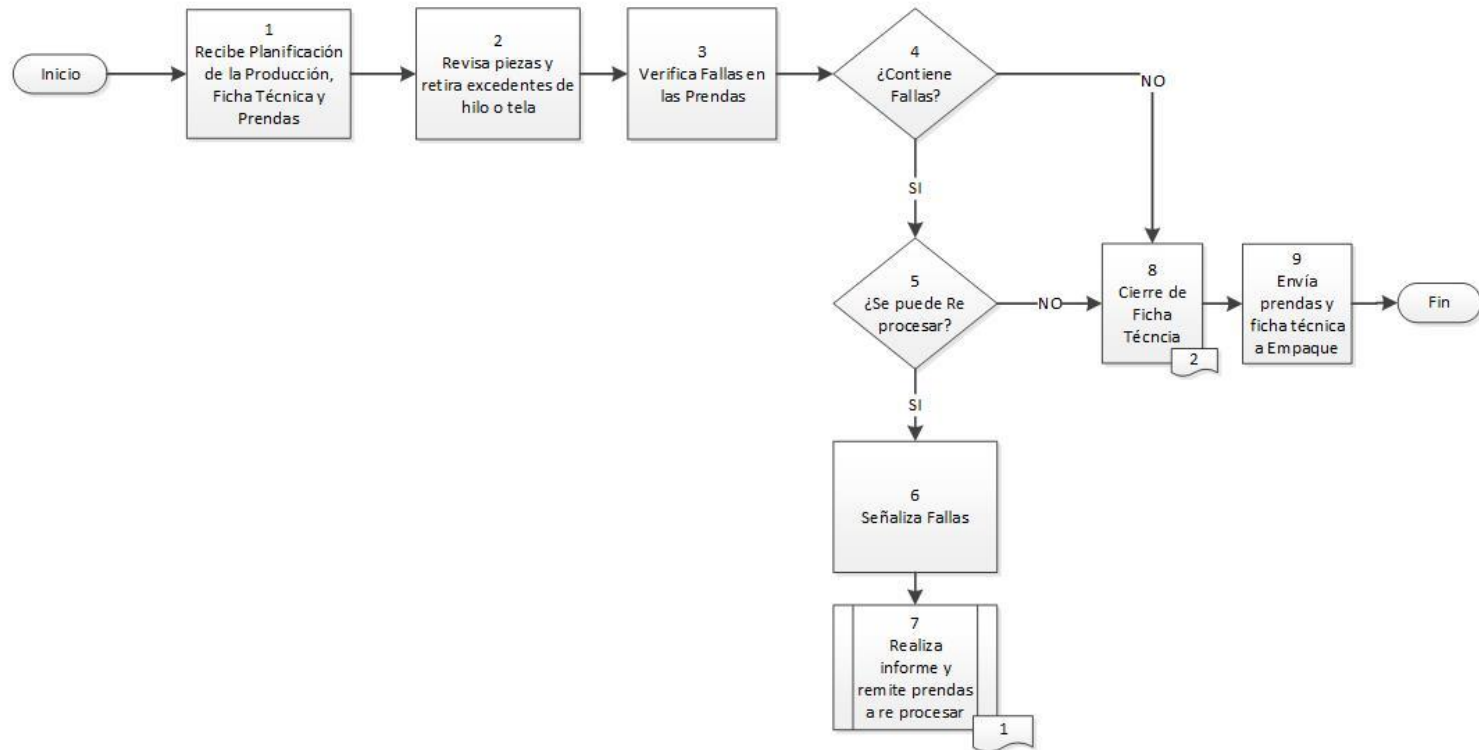 Inicio
1
Recibe Planificación
de la Producción,
Ficha Técnica y
Prendas
2
Revisa piezas y
retira excedentes de
hilo o tela
3
Verifica Fallas en
las Prendas
4
¿Contiene
Fallas?
NO
SI
5
¿Se puede Re
procesar?
NO
8
Cierre de
Ficha
Técncia
2
9
Envía
prendas y
ficha técnica
a Empaque
Fin
SI
6
Señaliza Fallas
7
Realiza
informe y
remite prendas
a re procesar
1